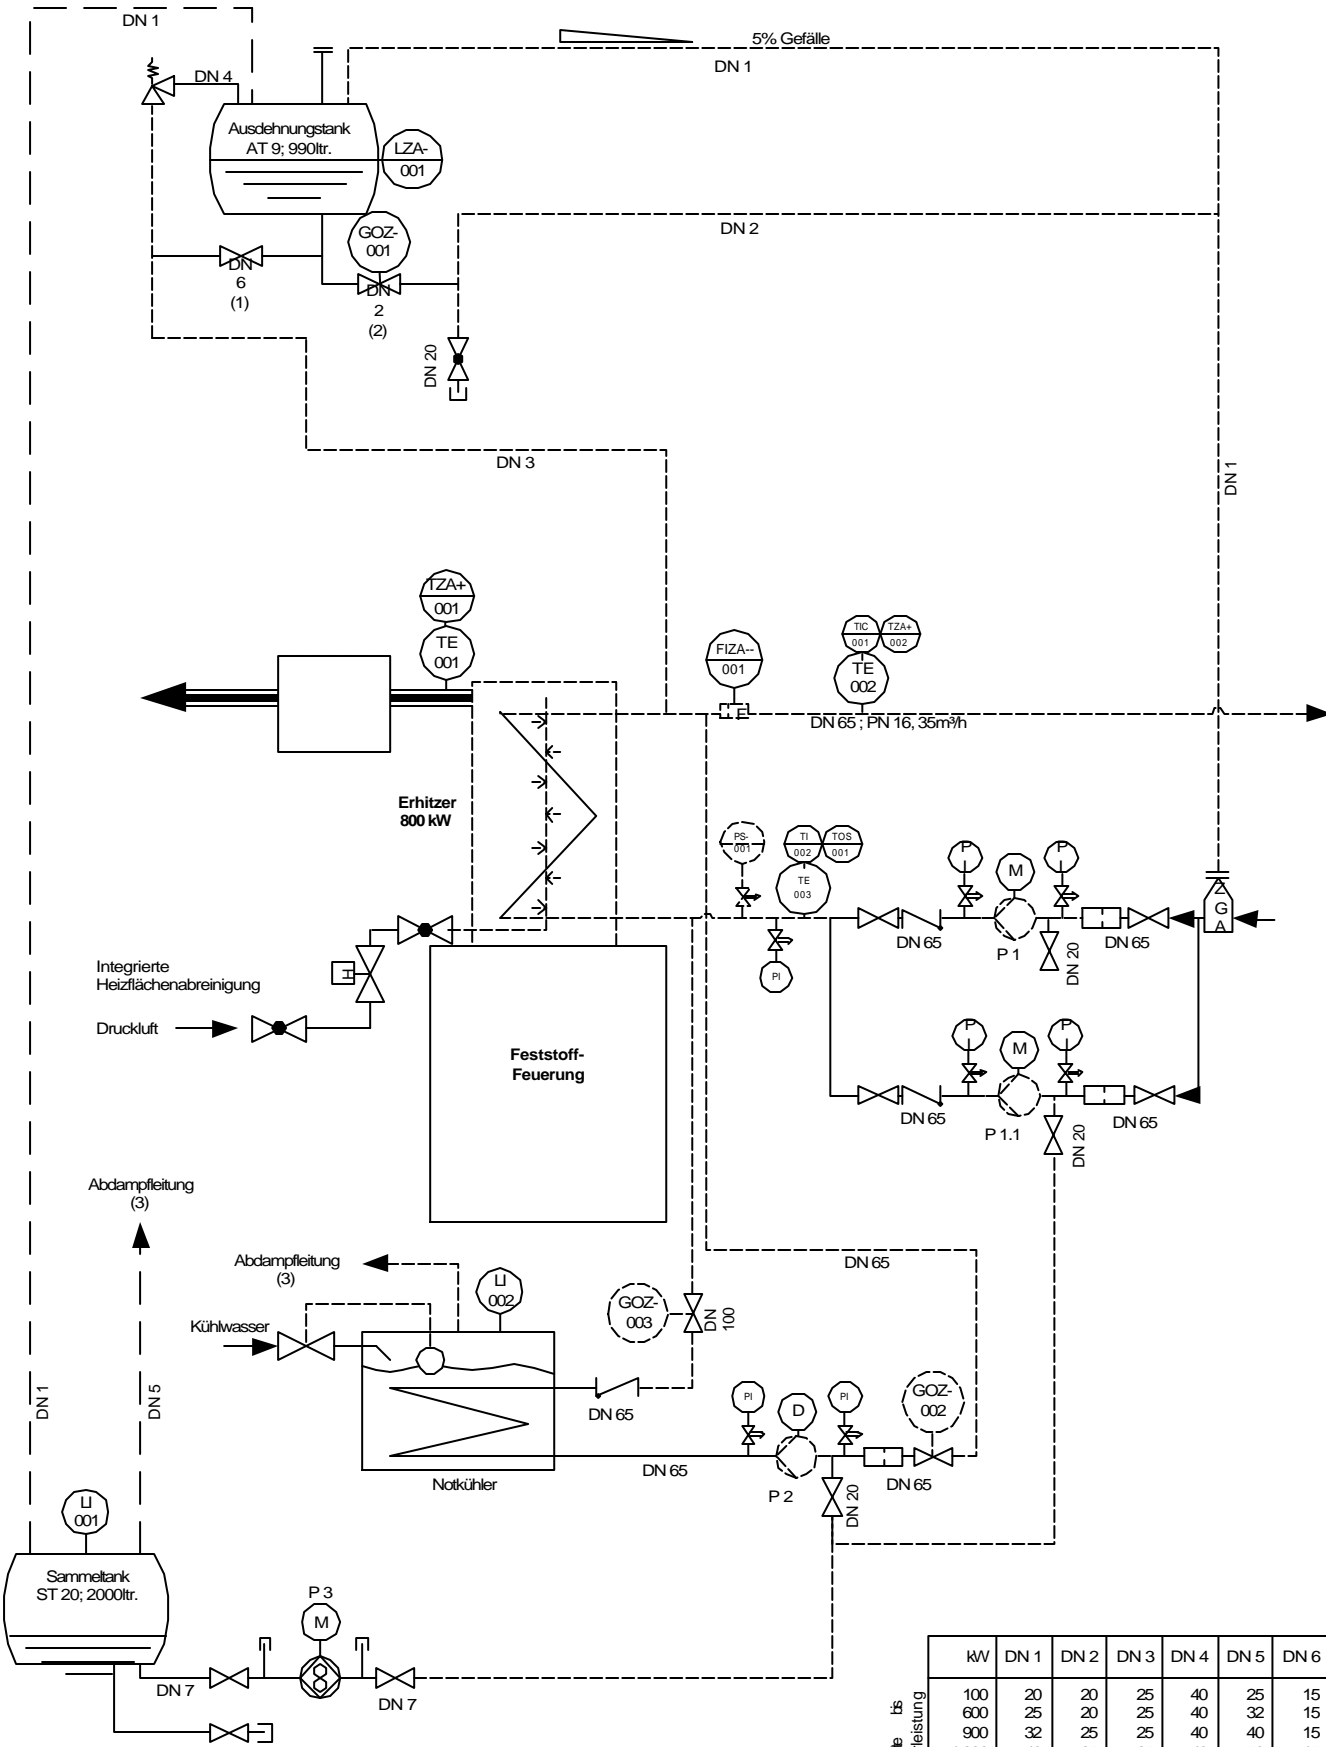 DN 1
5% Gefälle
DN 1
DN 4
Ausdehnungstank
AT 9; 990ltr.
LZA-
001
GOZ-
001
DN 2
DN
6
(1)
DN
2
(2)
DN 20
DN 3
DN 1
TZA+
001
TE
001
FIZA--
001
TIC
001
TZA+
002
TE
002
F
DN 65 ; PN 16, 35m³/h
Erhitzer
800 kW
PS-
001
TI
002
TOS
001
TE
003
P
M
P
Z
G
A
DN 65
P 1
DN 20
DN 65
PI
H
Integrierte
Heizflächenabreinigung
Druckluft
Feststoff-
Feuerung
P
M
P
DN 65
P 1.1
DN 20
DN 65
Abdampfleitung
(3)
Abdampfleitung
(3)
LI
002
DN 65
GOZ-
003
DN
100
Kühlwasser
DN 1
DN 5
DN 65
PI
D
PI
GOZ-
002
DN 65
DN 65
Notkühler
P 2
DN 20
LI
001
Sammeltank
ST 20; 2000ltr.
P 3
M
DN 7
DN 7
kW DN 1 DN 2 DN 3 DN 4 DN 5 DN 6
100 20 20 25 40 25 15
600 25 20 25 40 32 15
900 32 25 25 40 40 15
bis